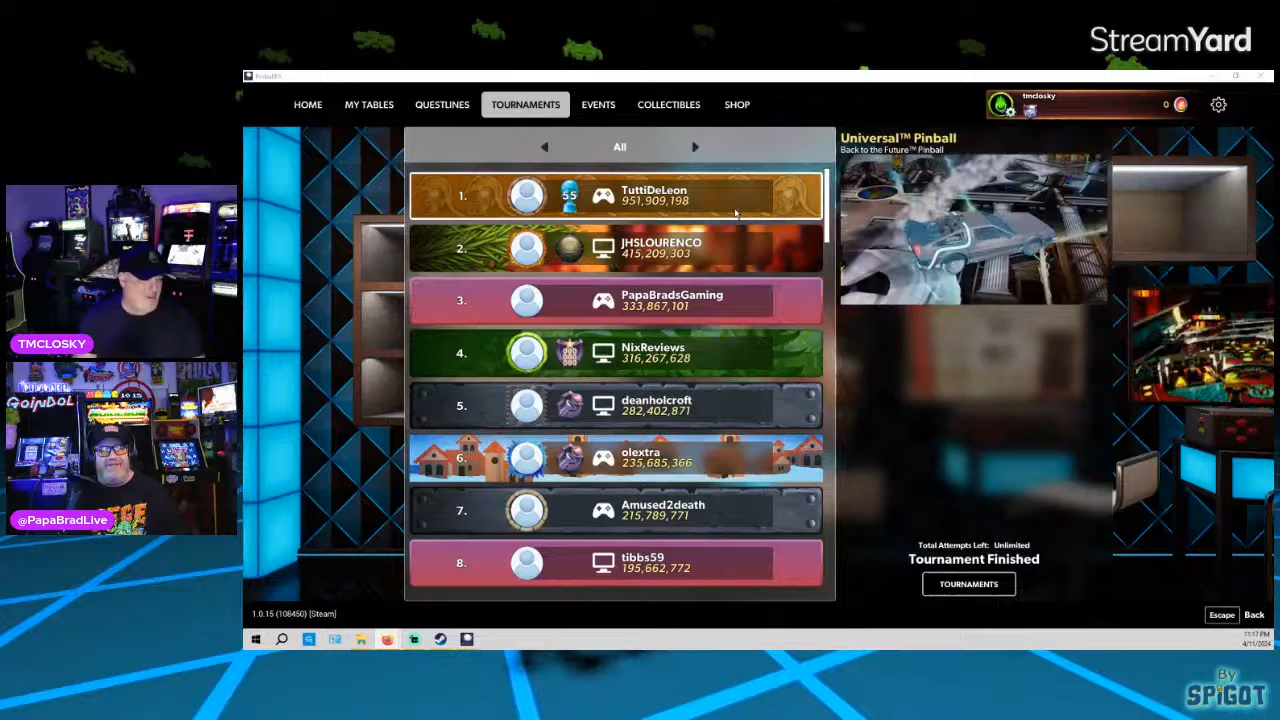 StreamYard
PinballFX
HOME MY TABLES QUESTLINES TOURNAMENTS EVENTS COLLECTIBLES SHOP
tmclosky
0
All
1. 55 TuttiDeLeon
951,909,198
2. JHSLOURENCO
415,209,303
3. PapaBradsGaming
333,867,101
4. NixReviews
316,267,628
5. deanholcroft
282,402,871
6. olextra
235,685,366
7. Amused2death
215,789,771
8. tibbs59
195,662,772
Universal™ Pinball
Back to the Future™ Pinball
Total Attempts Left: Unlimited
Tournament Finished
TOURNAMENTS
1.0.15 (108450) [Steam]
Escape Back
11:17 PM
4/11/2024
TMCLOSKY
COINDOL
@PapaBradLive
By
SPIGOT